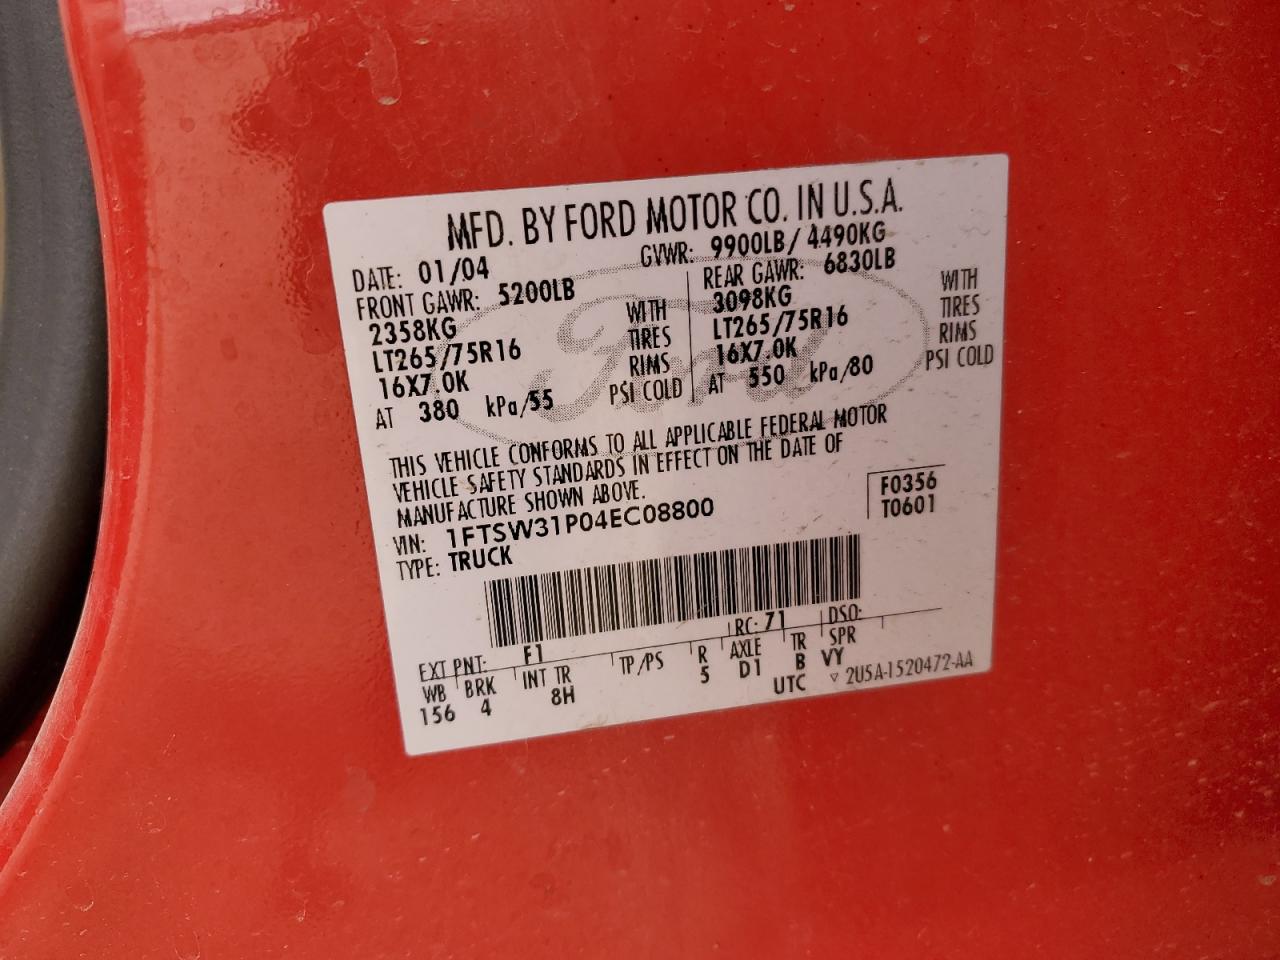 MFD. BY FORD MOTOR CO. IN U.S.A.
DATE: 01/04 GVWR: 9900LB/ 4490KG
FRONT GAWR: 5200LB REAR GAWR: 6830LB
2358KG WITH 3098KG WITH
LT265/75R16 TIRES LT265/75R16 TIRES
16X7.0K RIMS 16X7.0K RIMS
AT 380 kPa/55 PSI COLD AT 550 kPa/80 PSI COLD
Ford
THIS VEHICLE CONFORMS TO ALL APPLICABLE FEDERAL MOTOR
VEHICLE SAFETY STANDARDS IN EFFECT ON THE DATE OF
MANUFACTURE SHOWN ABOVE.
F0356
VIN: 1FTSW31P04EC08800 T0601
TYPE: TRUCK
EXT PNT: F1 RC: 71 DSO:
WB BRK INT TR TP/PS R AXLE TR SPR
156 4 8H 5 D1 B VY
UTC ▿ 2U5A-1520472-AA